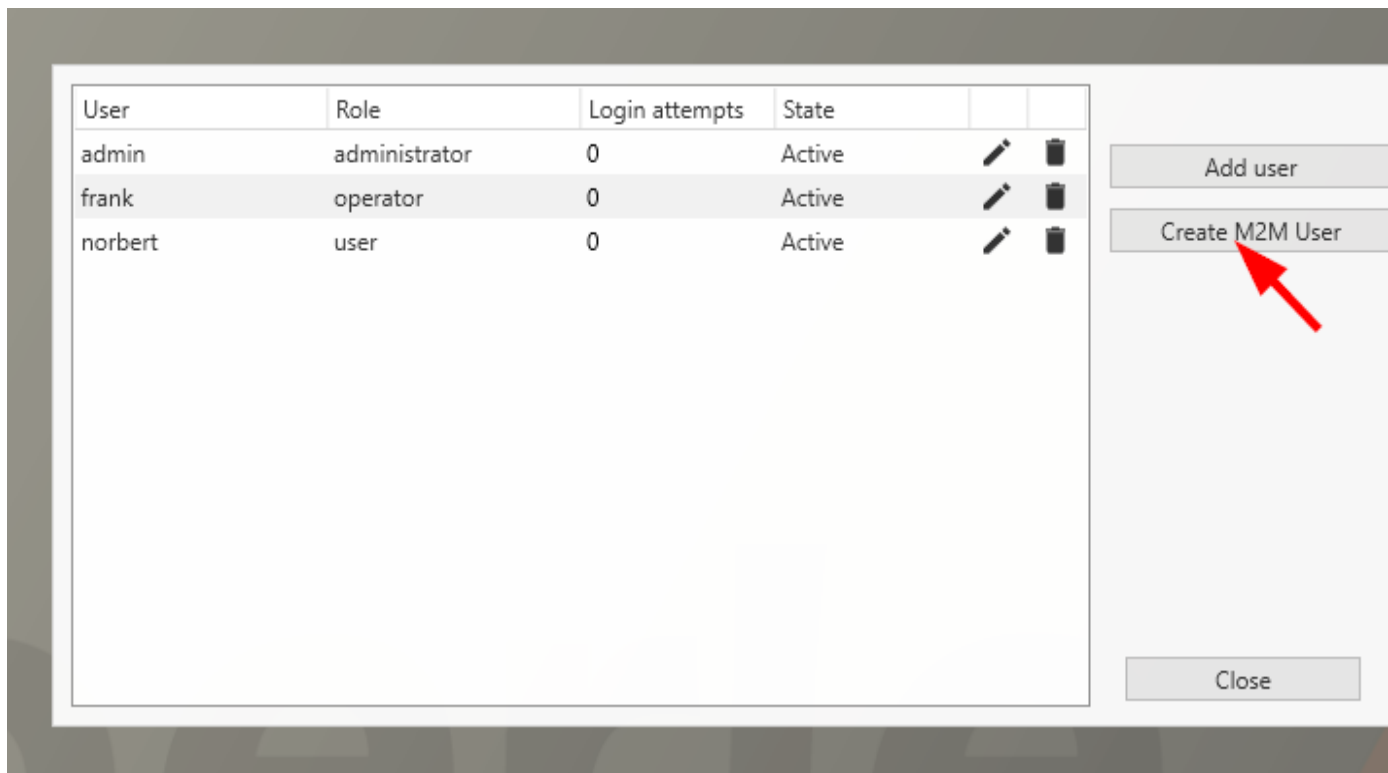 User Role Login attempts State
admin administrator 0 Active
frank operator 0 Active
norbert user 0 Active
Add user
Create M2M User
Close